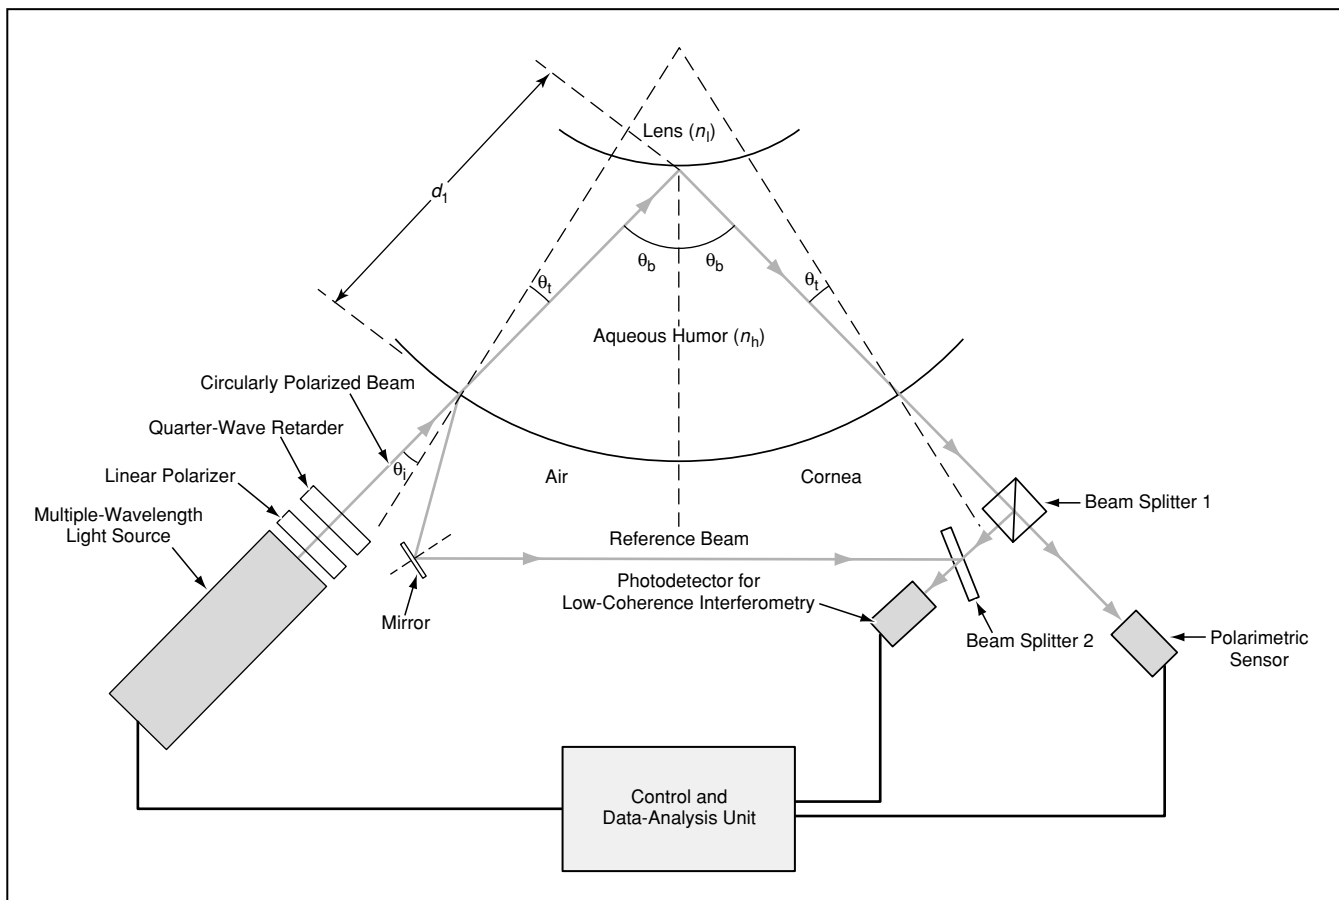 Lens (nl)
d1
θb
θb
θt
θt
Aqueous Humor (nh)
Circularly Polarized Beam
Quarter-Wave Retarder
θi
Linear Polarizer
Air
Cornea
Multiple-Wavelength
Light Source
Beam Splitter 1
Reference Beam
Photodetector for
Low-Coherence Interferometry
Mirror
Beam Splitter 2
Polarimetric
Sensor
Control and
Data-Analysis Unit